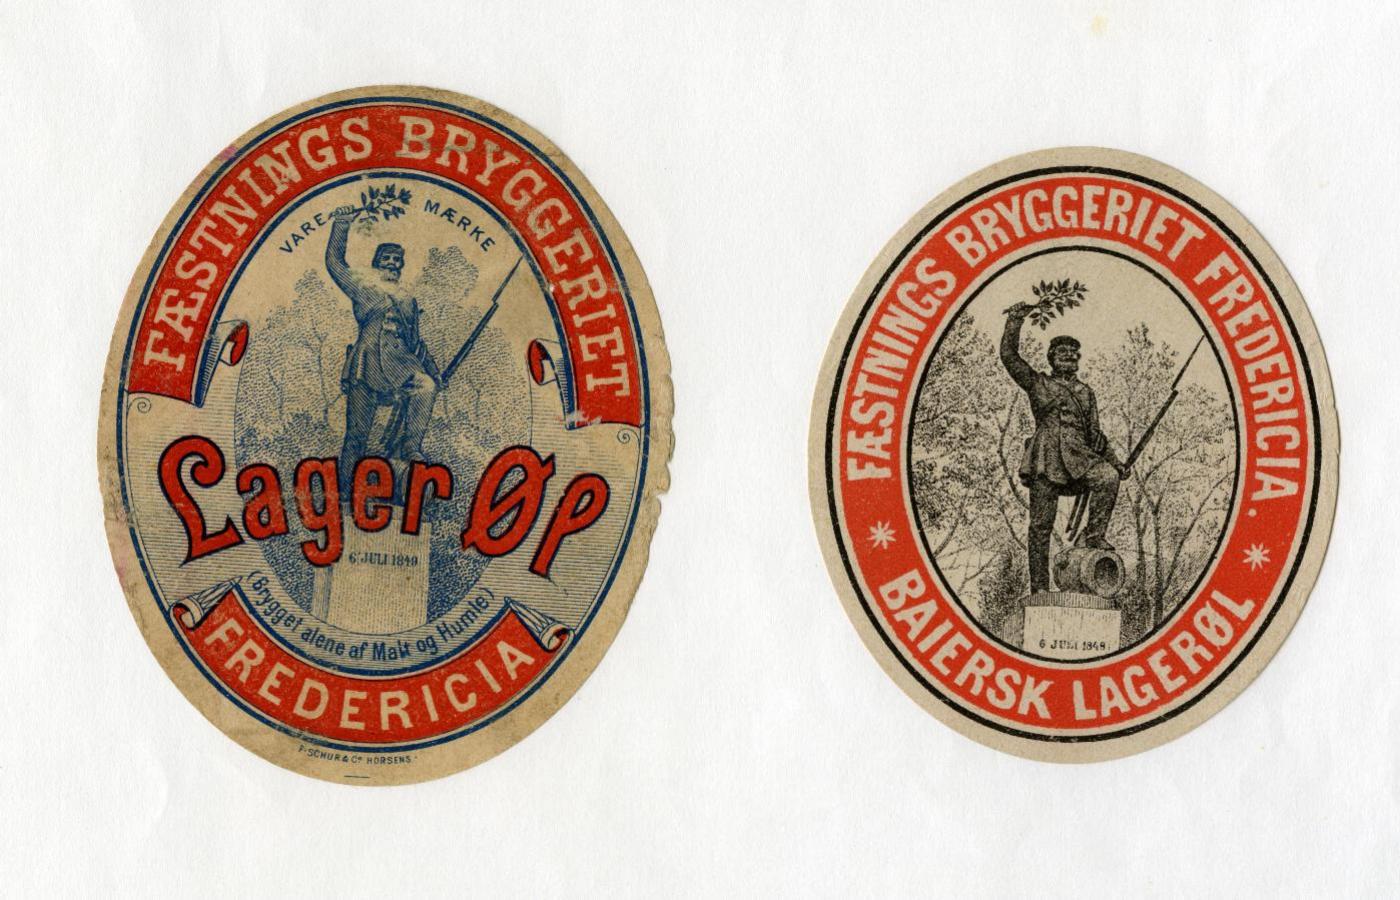 FÆSTNINGS BRYGGERIET
VARE MÆRKE
Lager Øl
6 JULI 1849
(Brygget alene af Malt og Humle)
FREDERICIA
F. SCHUR & Co HORSENS.
FÆSTNINGS BRYGGERIET FREDERICIA.
6 JULI 1849
BAIERSK LAGERØL